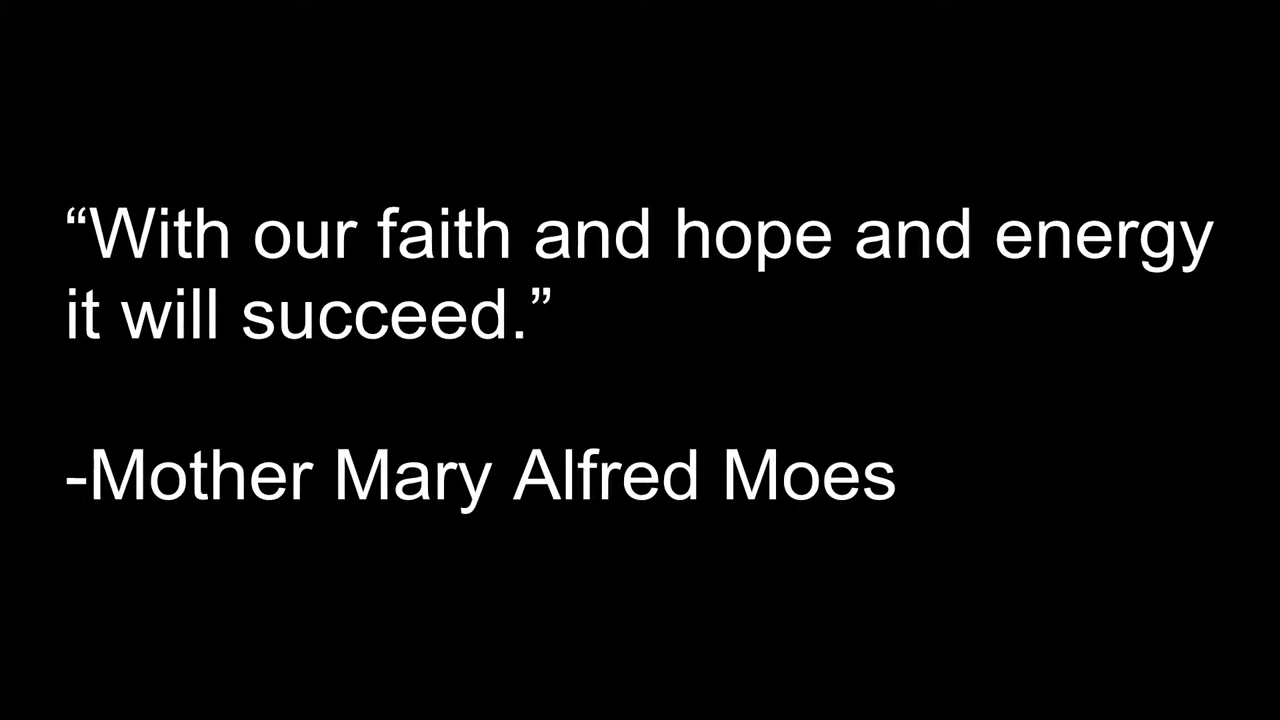 “With our faith and hope and energy
it will succeed.”
-Mother Mary Alfred Moes